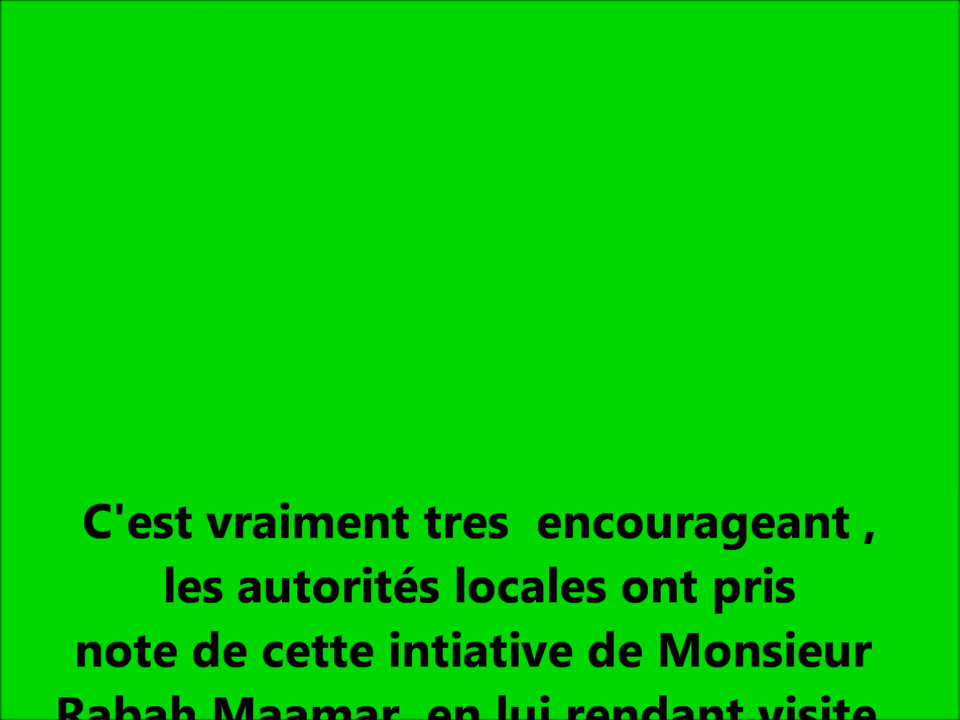 C'est vraiment tres  encourageant ,
les autorités locales ont pris
note de cette intiative de Monsieur
Rabah Maamar  en lui rendant visite